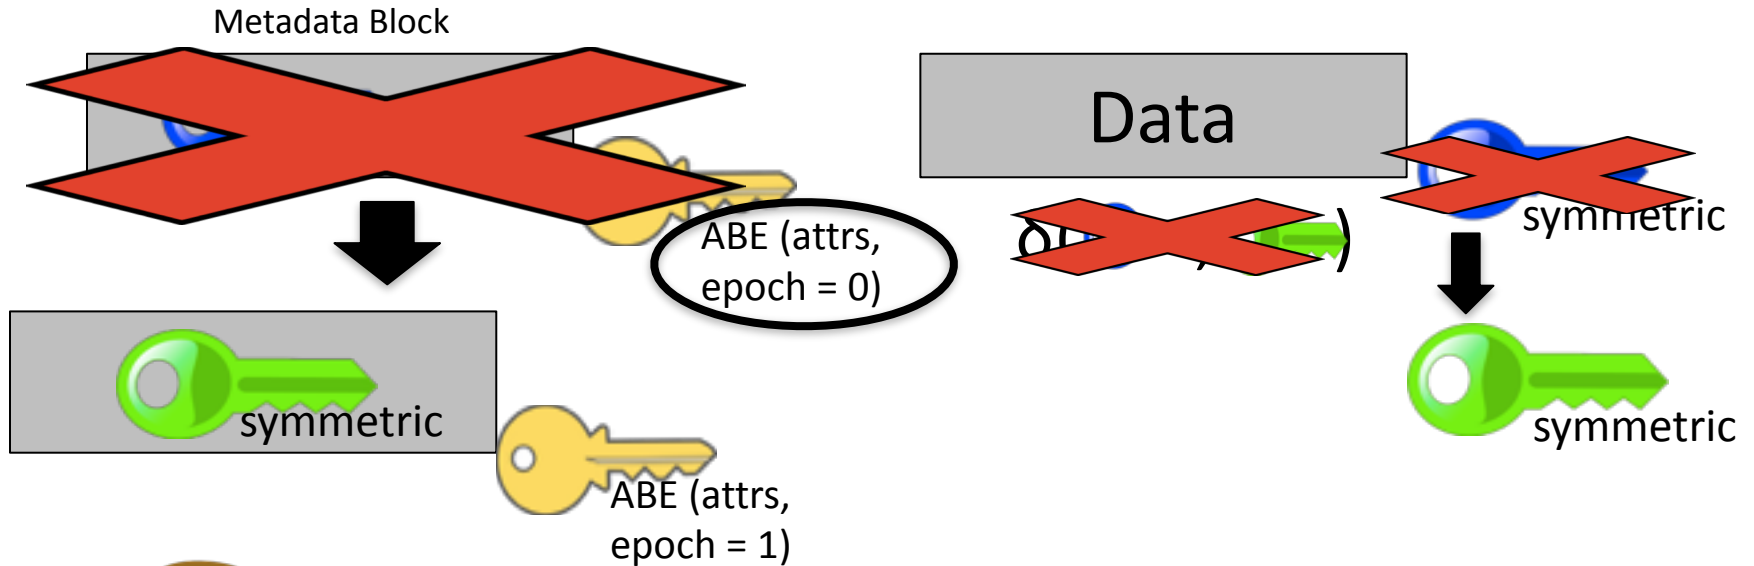 Metadata Block
Data
symmetric
ABE (attrs,
epoch = 0)
symmetric
symmetric
ABE (attrs,
epoch = 1)